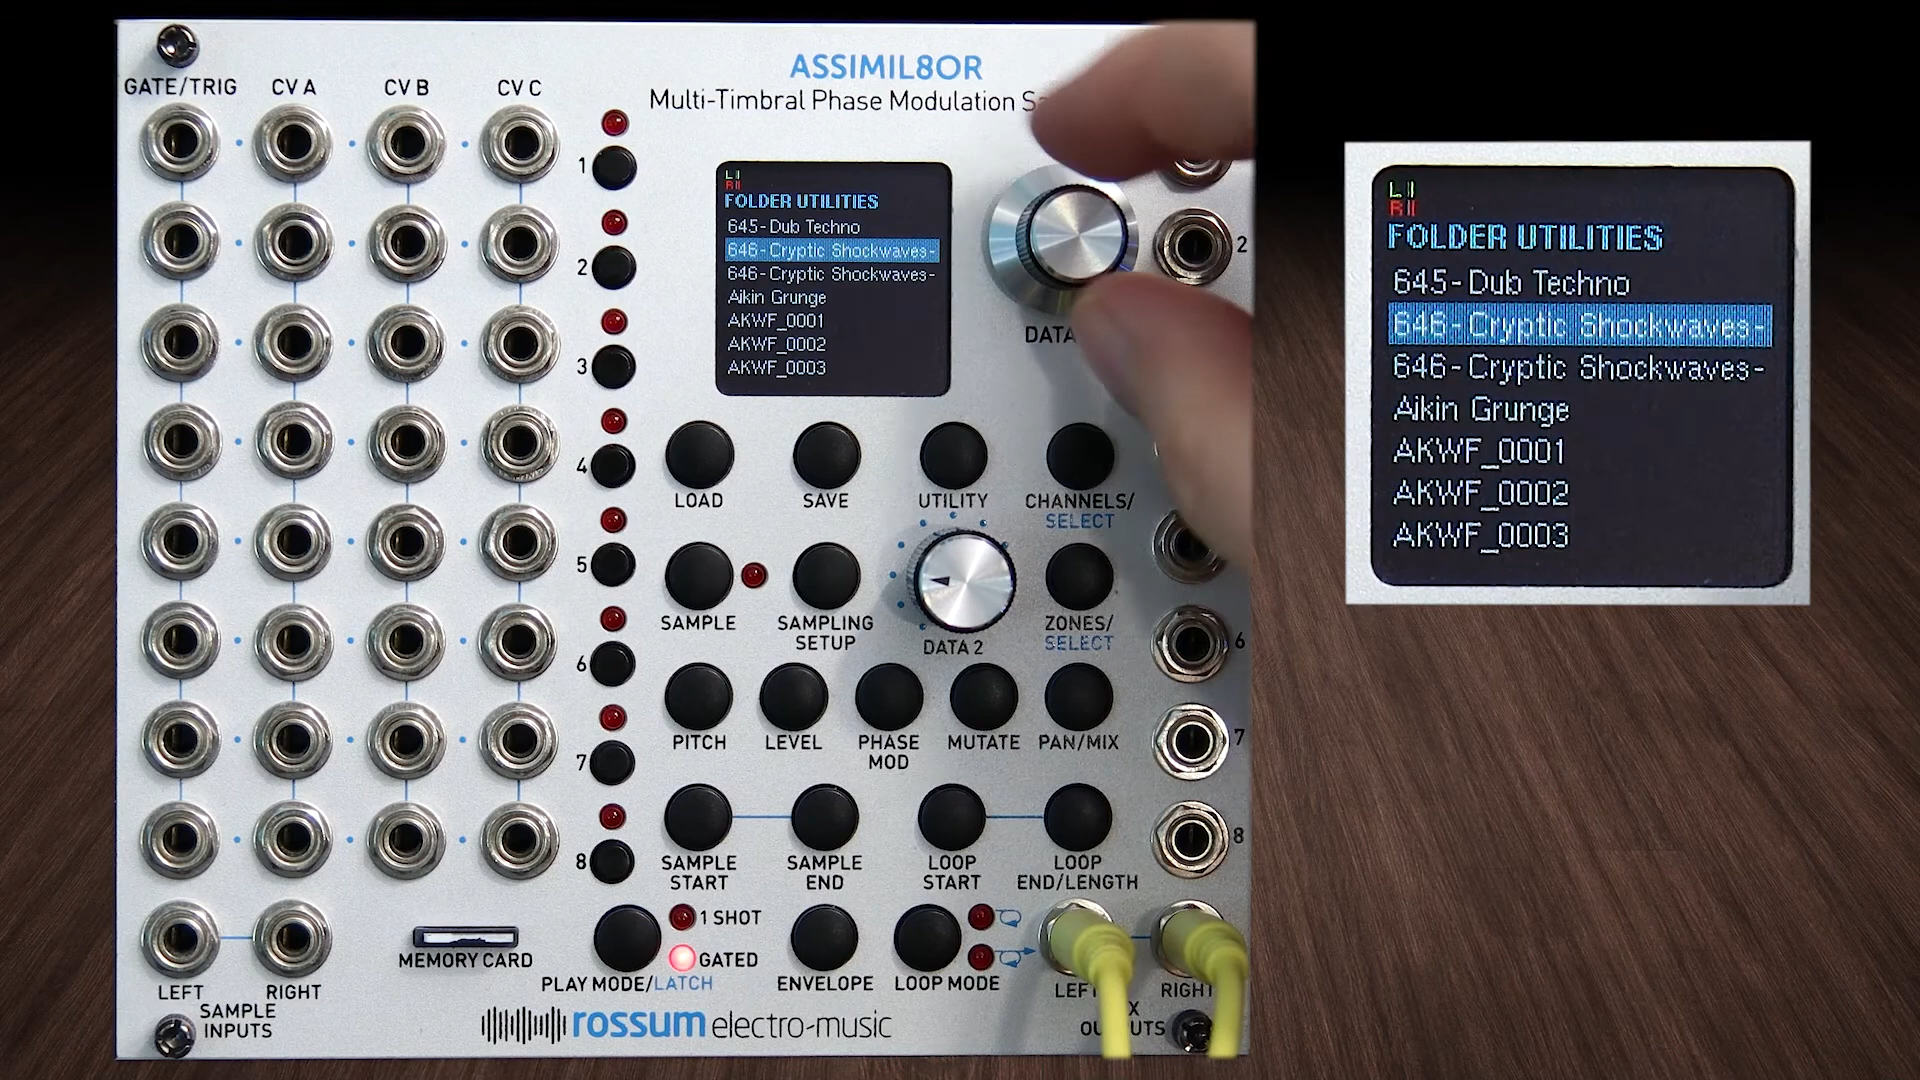 ASSIMIL8OR
Multi-Timbral Phase Modulation
GATE/TRIG CV A CV B CV C
1
2
3
4
5
6
7
8
L
R
FOLDER UTILITIES
645-Dub Techno
646-Cryptic Shockwaves-
646-Cryptic Shockwaves-
Aikin Grunge
AKWF_0001
AKWF_0002
AKWF_0003
DATA
2
6
7
8
LOAD SAVE UTILITY CHANNELS/
SELECT
SAMPLE SAMPLING
SETUP
DATA 2
ZONES/
SELECT
PITCH LEVEL PHASE
MOD
MUTATE PAN/MIX
SAMPLE
START
SAMPLE
END
LOOP
START
LOOP
END/LENGTH
1 SHOT
GATED
PLAY MODE/LATCH ENVELOPE LOOP MODE
MEMORY CARD
LEFT RIGHT
SAMPLE
INPUTS
RIGHT
rossum electro-music
L
R
FOLDER UTILITIES
645-Dub Techno
646-Cryptic Shockwaves-
646-Cryptic Shockwaves-
Aikin Grunge
AKWF_0001
AKWF_0002
AKWF_0003